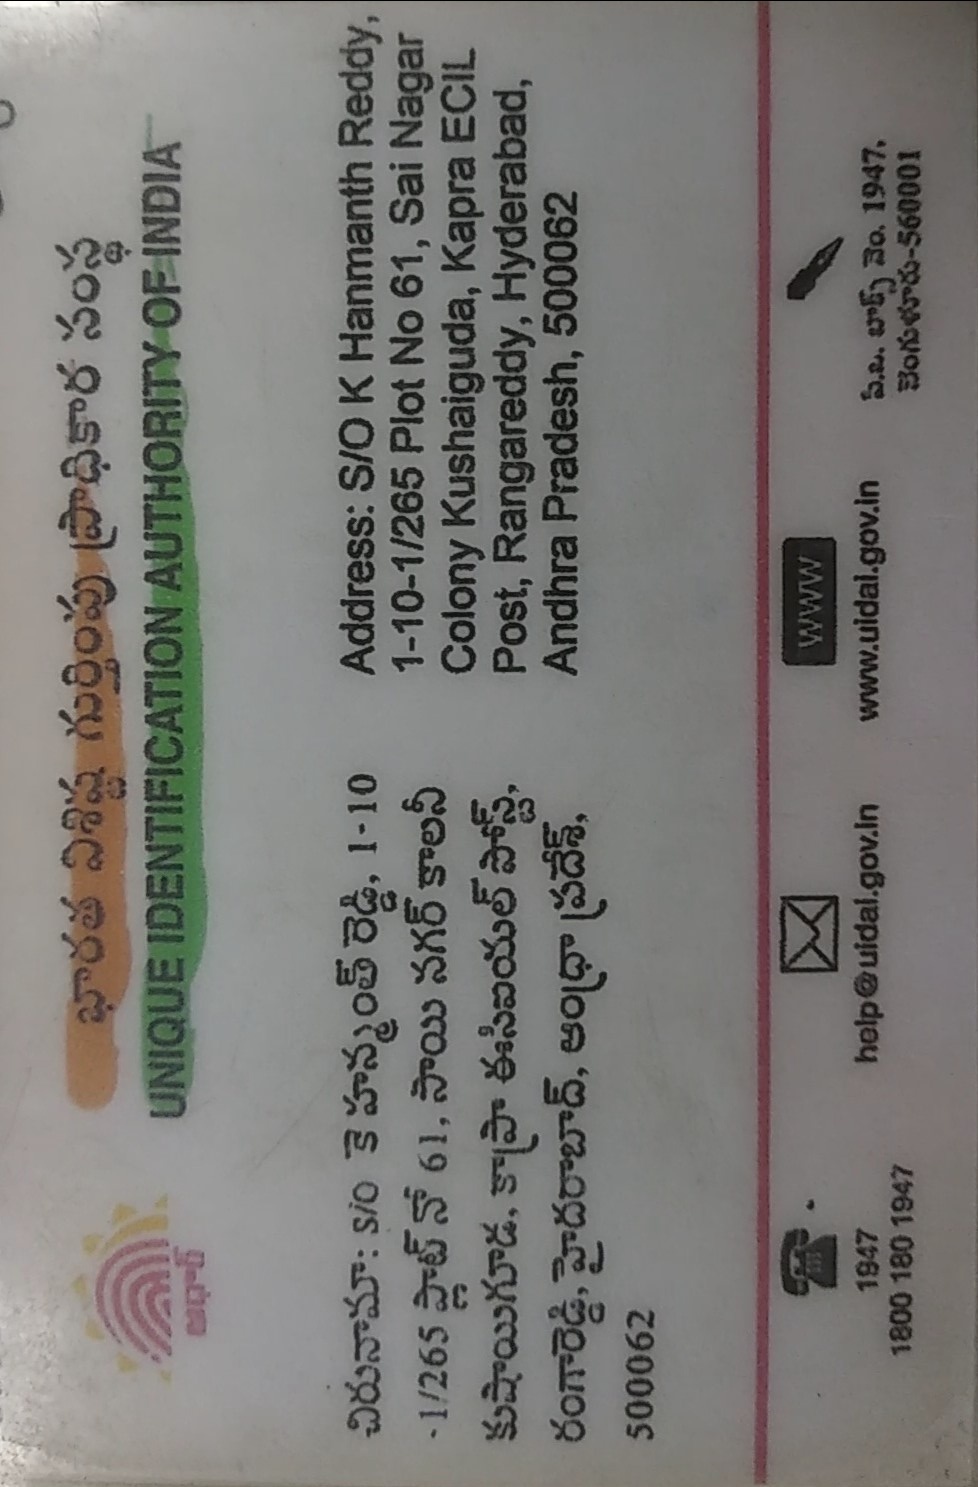 భారత విశిష్ట గుర్తింపు ప్రాధికార సంస్థ
UNIQUE IDENTIFICATION AUTHORITY OF INDIA
ఆధార్
చిరునామా: S/O కె హన్మంత్ రెడ్డి, 1-10
-1/265 ప్లాట్ నో 61, సాయి నగర్ కాలనీ
కుషాయిగూడ, కాప్రా ఈసిఐయల్ పోస్ట్,
రంగారెడ్డి, హైదరాబాద్, ఆంధ్రా ప్రదేశ్,
500062
Address: S/O K Hanmanth Reddy,
1-10-1/265 Plot No 61, Sai Nagar
Colony Kushaiguda, Kapra ECIL
Post, Rangareddy, Hyderabad,
Andhra Pradesh, 500062
1947
1800 180 1947
help@uidai.gov.in
WWW
www.uidai.gov.in
పి.బి. బాక్స్ నెం. 1947,
బెంగుళూరు-560001